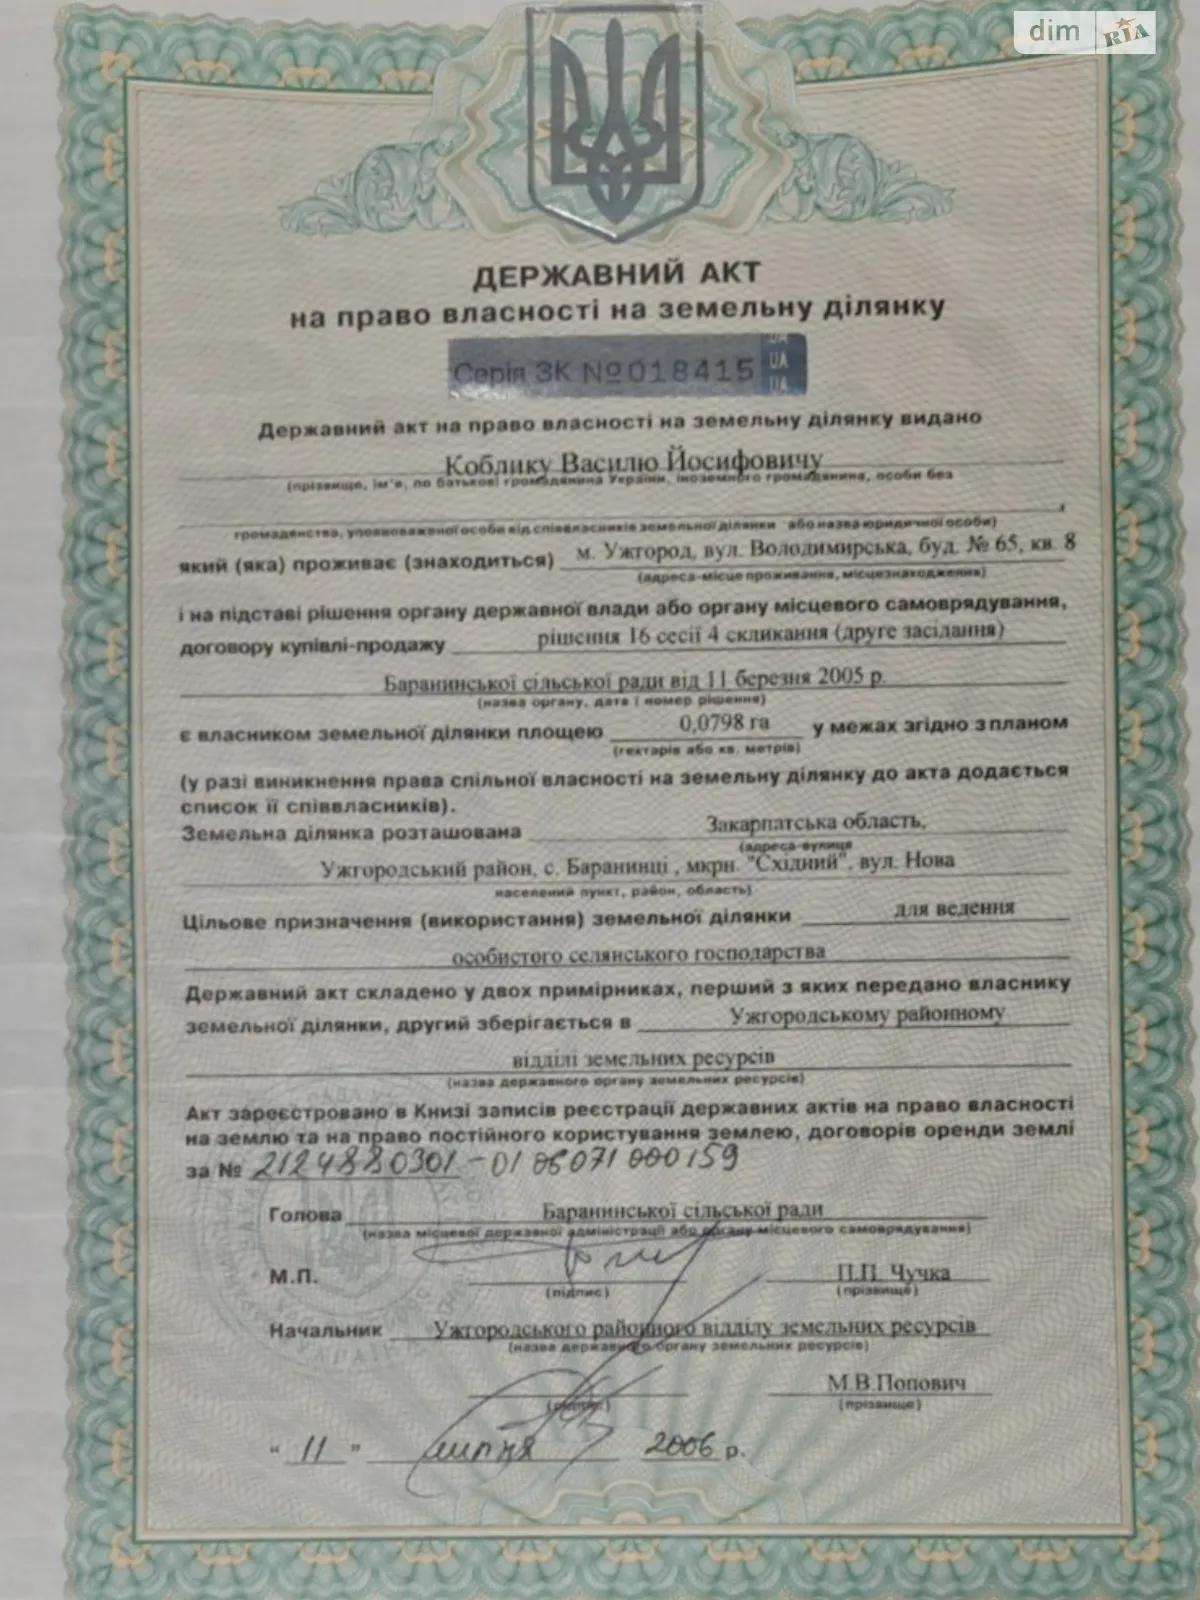 dim RIA
ДЕРЖАВНИЙ АКТ
на право власності на земельну ділянку
Серія ЗК №018415
UA
UA
UA
Державний акт на право власності на земельну ділянку видано
Коблику Василю Йосифовичу
(прізвище, ім'я, по батькові громадянина України, іноземного громадянина, особи без
громадянства, уповноваженої особи від співвласників земельної ділянки або назва юридичної особи)
який (яка) проживає (знаходиться) м. Ужгород, вул. Володимирська, буд. № 65, кв. 8
(адреса-місце проживання, місцезнаходження)
і на підставі рішення органу державної влади або органу місцевого самоврядування,
договору купівлі-продажу рішення 16 сесії 4 скликання (друге засідання)
Баранинської сільської ради від 11 березня 2005 р.
(назва органу, дата і номер рішення)
є власником земельної ділянки площею 0,0798 га у межах згідно з планом
(гектарів або кв. метрів)
(у разі виникнення права спільної власності на земельну ділянку до акта додається
список її співвласників).
Земельна ділянка розташована Закарпатська область,
(адреса-вулиця
Ужгородський район, с. Баранинці , мкрн. "Східний", вул. Нова
населений пункт, район, область)
Цільове призначення (використання) земельної ділянки для ведення
особистого селянського господарства
Державний акт складено у двох примірниках, перший з яких передано власнику
земельної ділянки, другий зберігається в Ужгородському районному
відділі земельних ресурсів
(назва державного органу земельних ресурсів)
Акт зареєстровано в Книзі записів реєстрації державних актів на право власності
на землю та на право постійного користування землею, договорів оренди землі
за № 2124880301-01 06071 000159
Голова Баранинської сільської ради
(назва місцевої державної адміністрації або органу місцевого самоврядування)
М.П. П.П. Чучка
(підпис) (прізвище)
Начальник Ужгородського районного відділу земельних ресурсів
(назва державного органу земельних ресурсів)
М.В.Попович
(підпис) (прізвище)
" 11 " липня 2006 р.